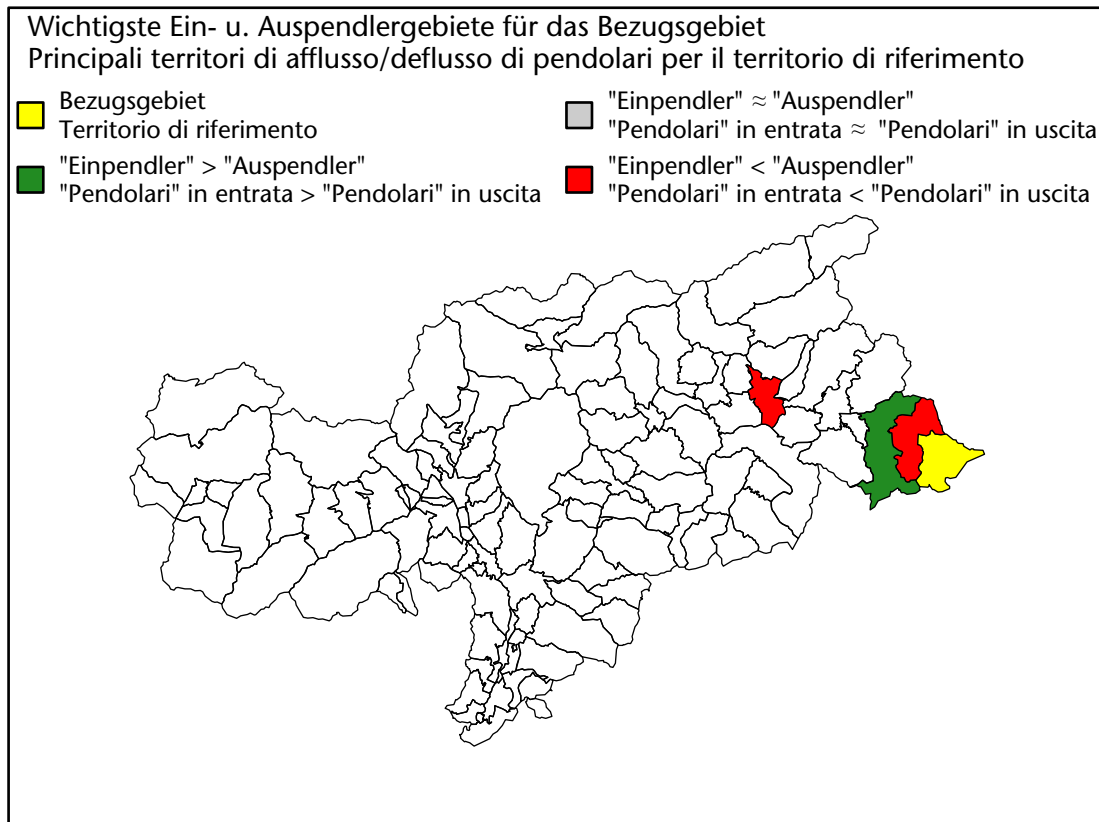 Wichtigste Ein- u. Auspendlergebiete für das Bezugsgebiet
Principali territori di afflusso/deflusso di pendolari per il territorio di riferimento
Bezugsgebiet
Territorio di riferimento
"Einpendler" > "Auspendler"
"Pendolari" in entrata > "Pendolari" in uscita
"Einpendler" ≈ "Auspendler"
"Pendolari" in entrata ≈ "Pendolari" in uscita
"Einpendler" < "Auspendler"
"Pendolari" in entrata < "Pendolari" in uscita